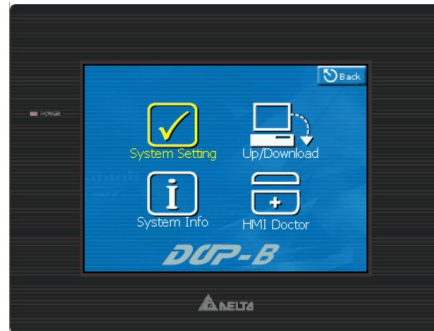 Back
POWER
System Setting
Up/Download
System Info
HMI Doctor
DOP-B
DELTA